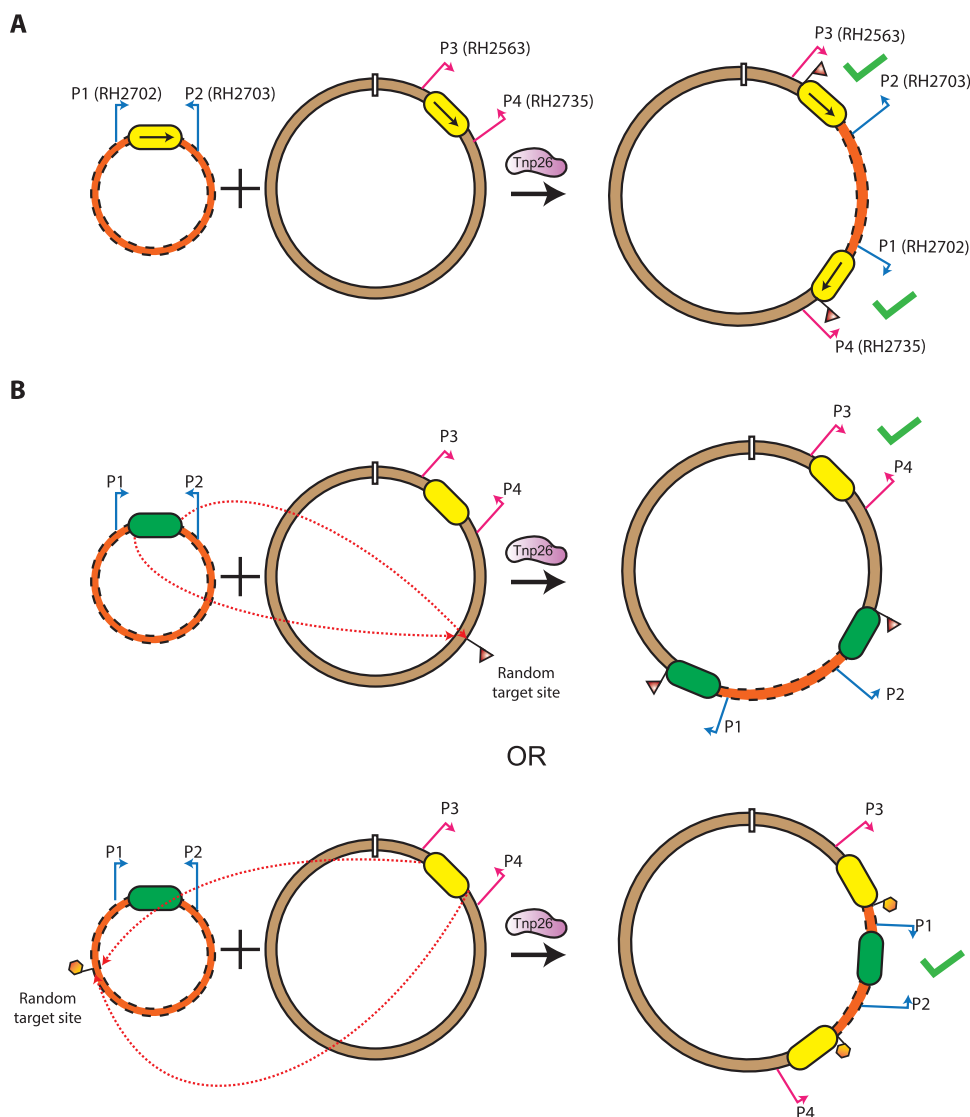 A
P1 (RH2702)
P2 (RH2703)
P3 (RH2563)
P4 (RH2735)
Tnp26
P3 (RH2563)
P2 (RH2703)
P1 (RH2702)
P4 (RH2735)
B
P1
P2
P3
P4
Tnp26
Random
target site
P3
P4
P2
P1
OR
P1
P2
Random
target site
P3
P4
Tnp26
P3
P1
P2
P4